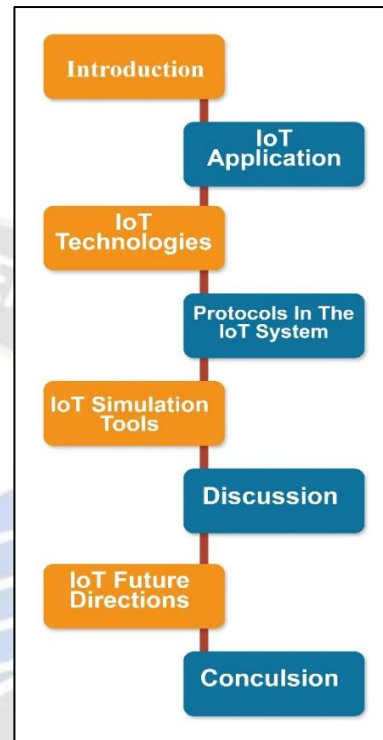 Introduction
IoT
Application
IoT
Technologies
Protocols In The
IoT System
IoT Simulation
Tools
Discussion
IoT Future
Directions
Conculsion